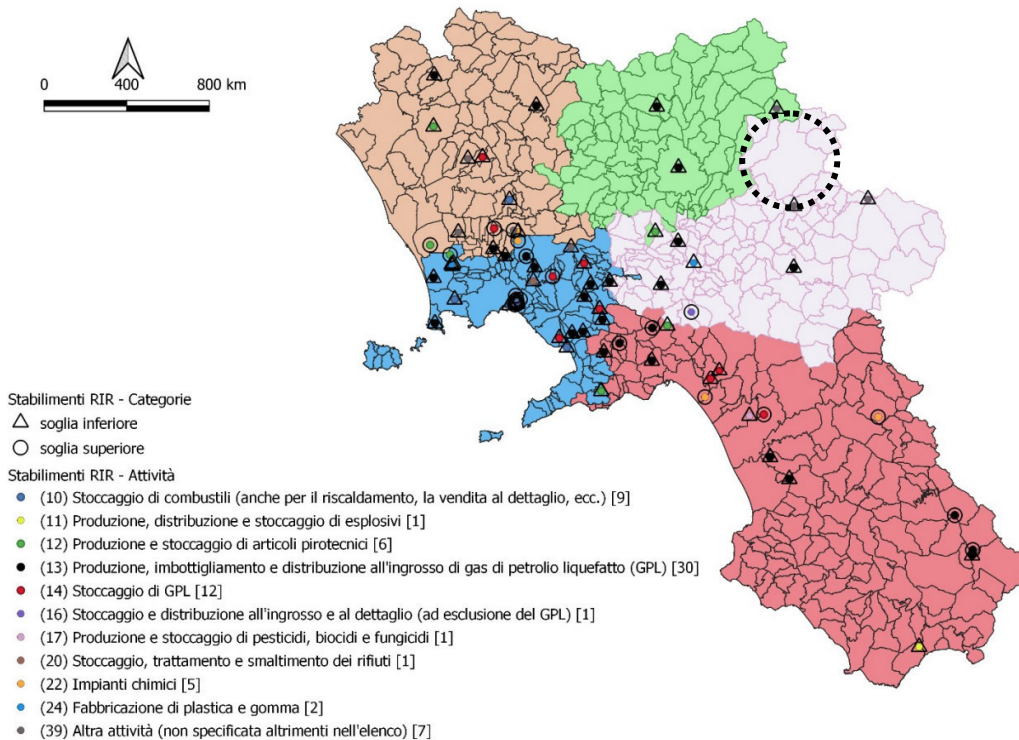 0 400 800 km
Stabilimenti RIR - Categorie
soglia inferiore
soglia superiore
Stabilimenti RIR - Attività
(10) Stoccaggio di combustili (anche per il riscaldamento, la vendita al dettaglio, ecc.) [9]
(11) Produzione, distribuzione e stoccaggio di esplosivi [1]
(12) Produzione e stoccaggio di articoli pirotecnici [6]
(13) Produzione, imbottigliamento e distribuzione all'ingrosso di gas di petrolio liquefatto (GPL) [30]
(14) Stoccaggio di GPL [12]
(16) Stoccaggio e distribuzione all'ingrosso e al dettaglio (ad esclusione del GPL) [1]
(17) Produzione e stoccaggio di pesticidi, biocidi e fungicidi [1]
(20) Stoccaggio, trattamento e smaltimento dei rifiuti [1]
(22) Impianti chimici [5]
(24) Fabbricazione di plastica e gomma [2]
(39) Altra attività (non specificata altrimenti nell'elenco) [7]